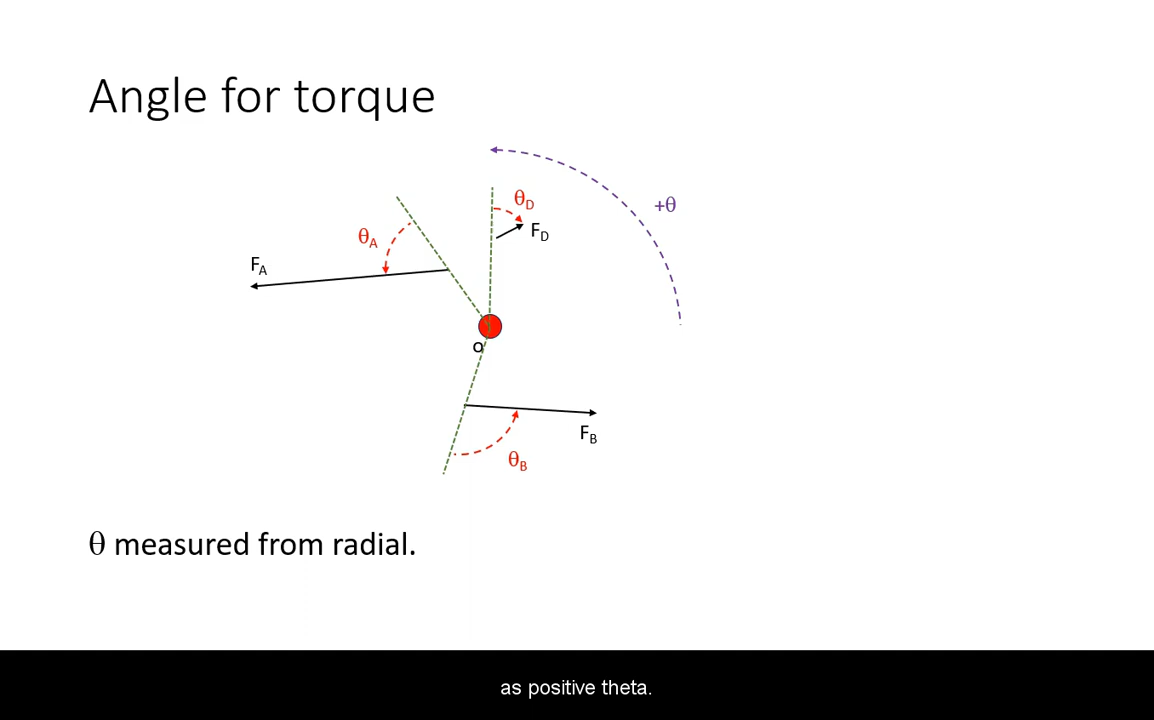 Angle for torque
θD
+θ
FD
θA
FA
o
FB
θB
θ measured from radial.
as positive theta.